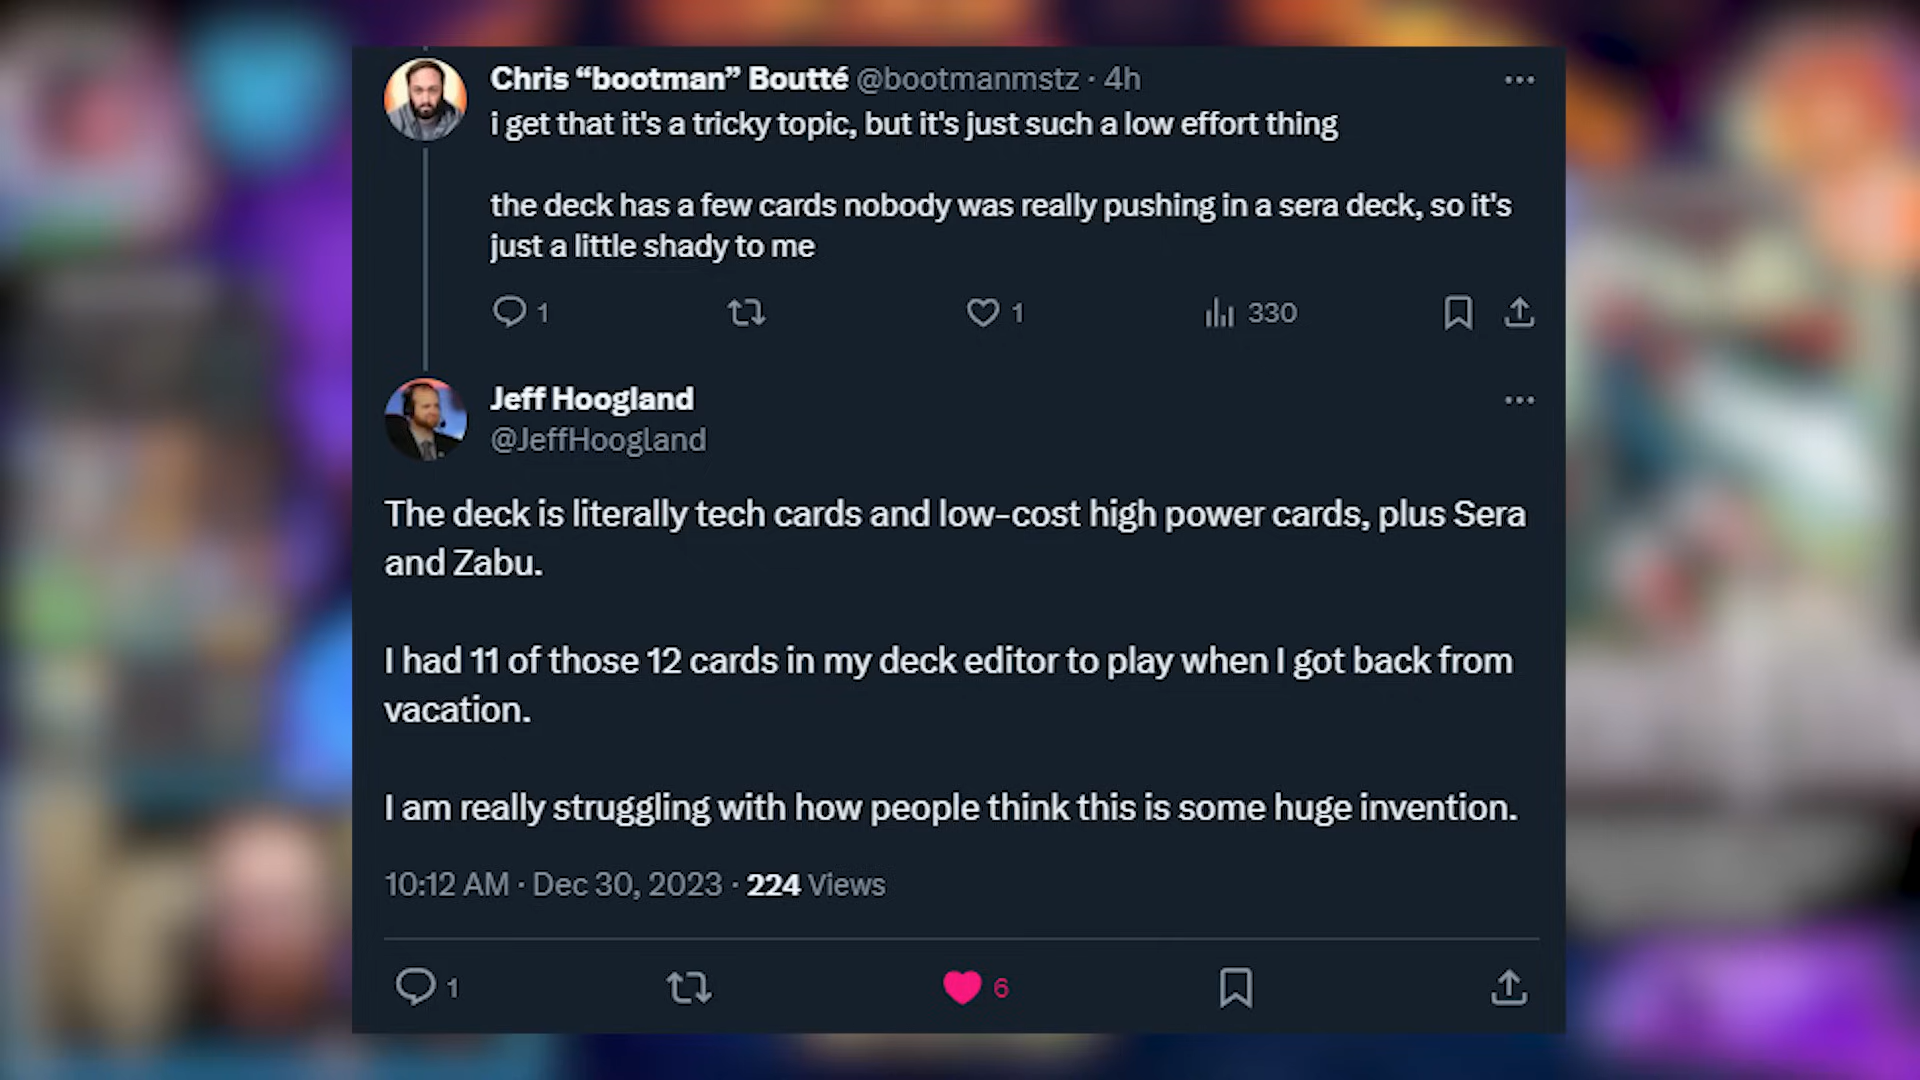 Chris “bootman” Boutté @bootmanmstz · 4h
i get that it's a tricky topic, but it's just such a low effort thing
the deck has a few cards nobody was really pushing in a sera deck, so it's
just a little shady to me
1 1 330
Jeff Hoogland
@JeffHoogland
The deck is literally tech cards and low-cost high power cards, plus Sera
and Zabu.
I had 11 of those 12 cards in my deck editor to play when I got back from
vacation.
I am really struggling with how people think this is some huge invention.
10:12 AM · Dec 30, 2023 · 224 Views
1 6